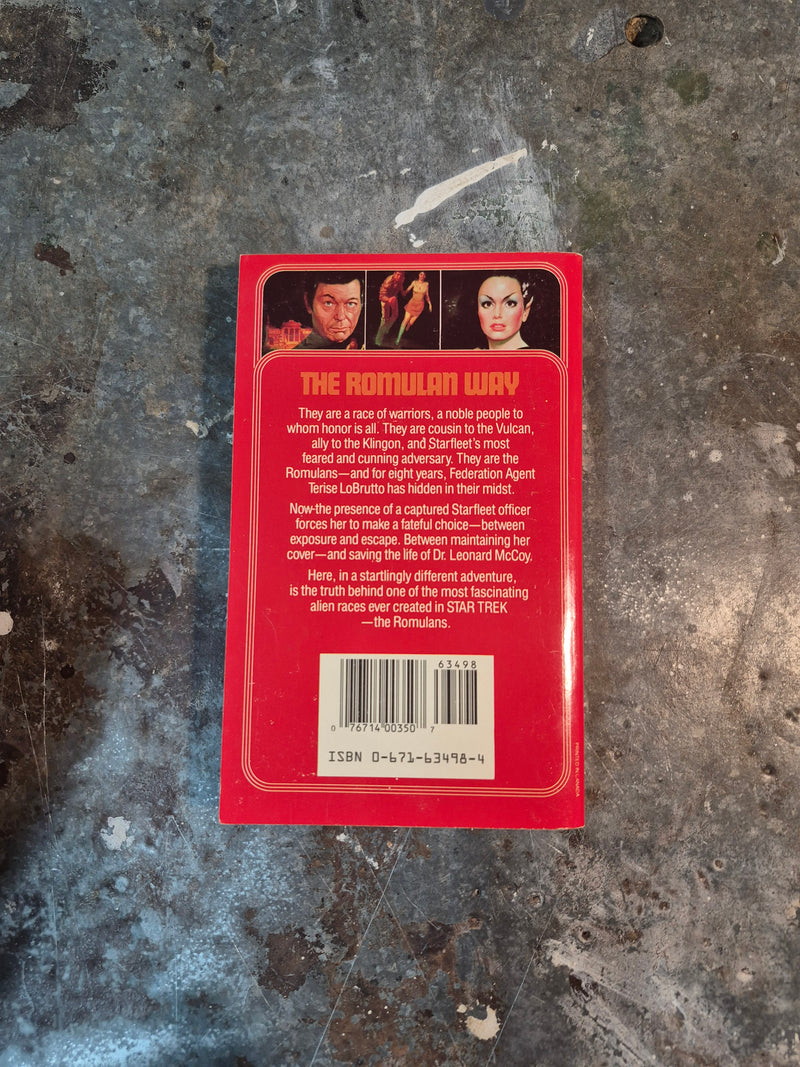 THE ROMULAN WAY
They are a race of warriors, a noble people to
whom honor is all. They are cousin to the Vulcan,
ally to the Klingon, and Starfleet's most
feared and cunning adversary. They are the
Romulans—and for eight years, Federation Agent
Terise LoBrutto has hidden in their midst.
Now—the presence of a captured Starfleet officer
forces her to make a fateful choice—between
exposure and escape. Between maintaining her
cover—and saving the life of Dr. Leonard McCoy.
Here, in a startlingly different adventure,
is the truth behind one of the most fascinating
alien races ever created in STAR TREK
—the Romulans.
63498
0 76714 00350 7
ISBN 0-671-63498-4
PRINTED IN CANADA